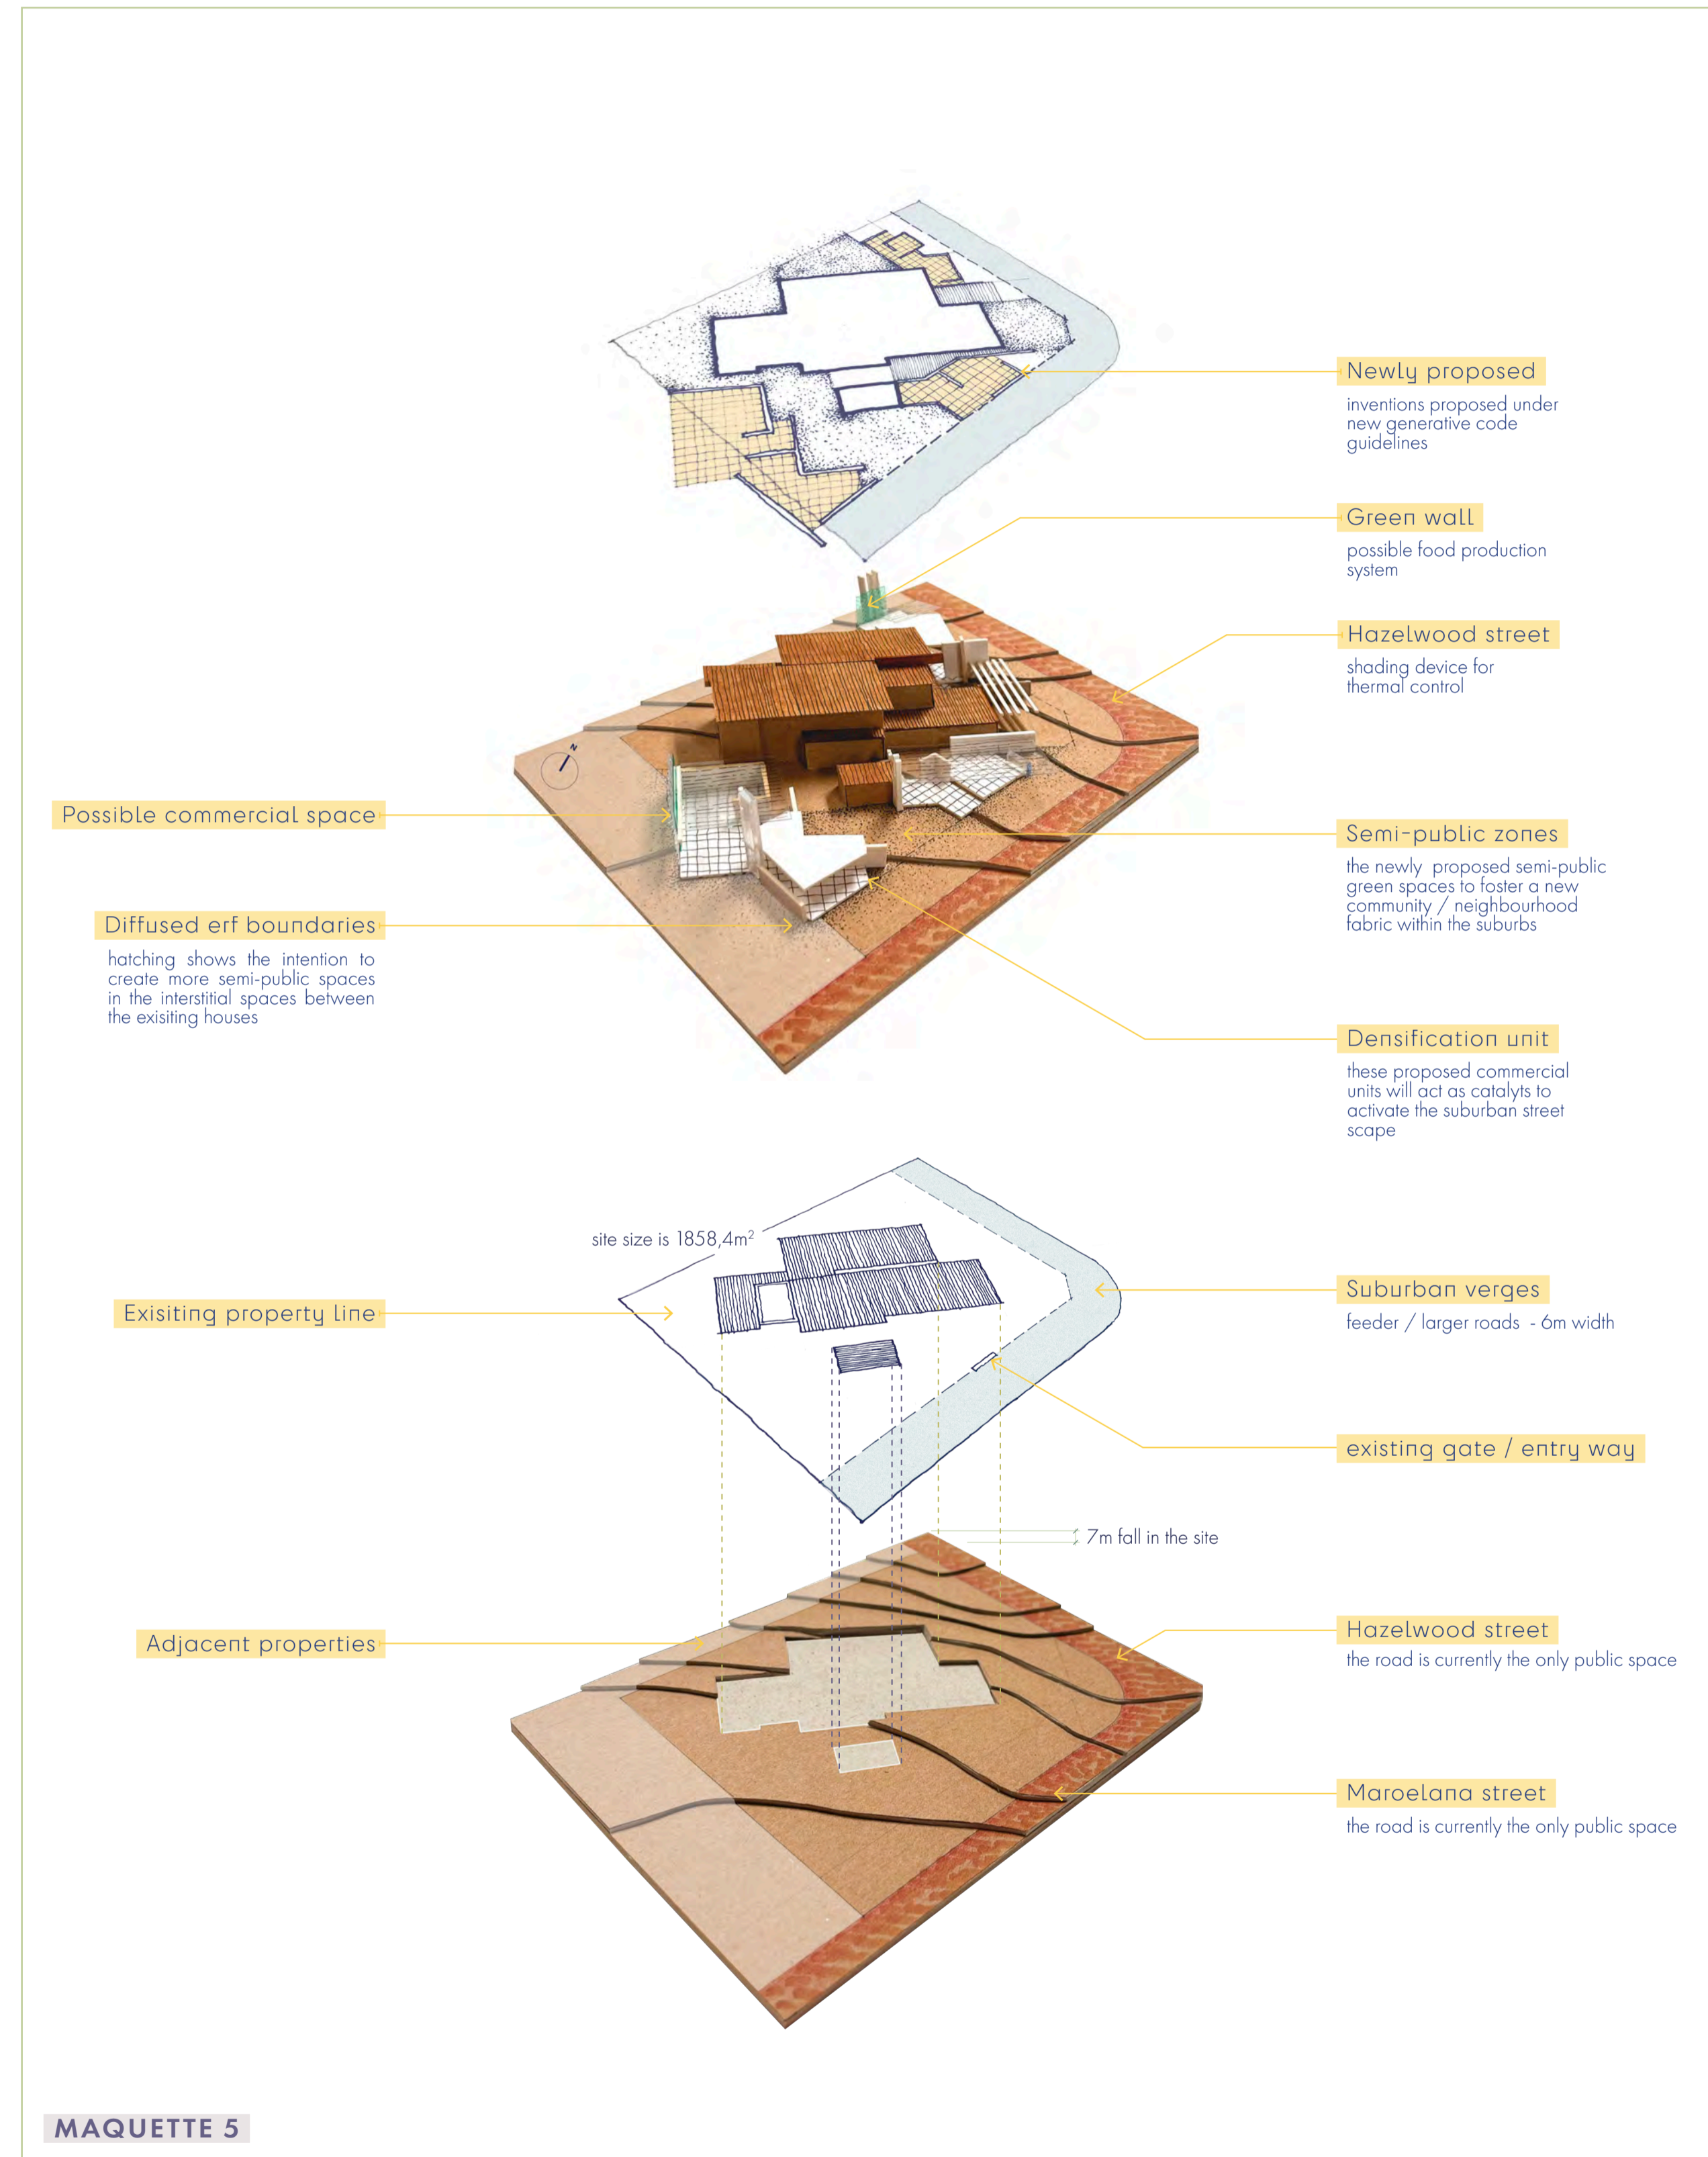 Newly proposed
inventions proposed under
new generative code
guidelines
Green wall
possible food production
system
Hazelwood street
shading device for
thermal control
N
Possible commercial space
Semi-public zones
the newly proposed semi-public
green spaces to foster a new
community / neighbourhood
fabric within the suburbs
Diffused erf boundaries
hatching shows the intention to
create more semi-public spaces
in the interstitial spaces between
the exisiting houses
Densification unit
these proposed commercial
units will act as catalyts to
activate the suburban street
scape
site size is 1858,4m²
Exisiting property line
Suburban verges
feeder / larger roads - 6m width
existing gate / entry way
7m fall in the site
Adjacent properties
Hazelwood street
the road is currently the only public space
Maroelana street
the road is currently the only public space
MAQUETTE 5